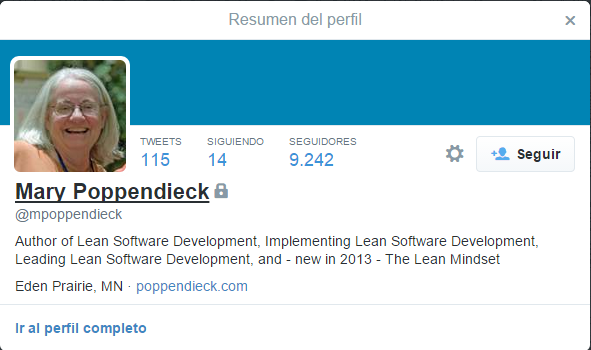 Resumen del perfil
TWEETS SIGUIENDO SEGUIDORES
115 14 9.242
Seguir
Mary Poppendieck
@mpoppendieck
Author of Lean Software Development, Implementing Lean Software Development,
Leading Lean Software Development, and - new in 2013 - The Lean Mindset
Eden Prairie, MN · poppendieck.com
Ir al perfil completo